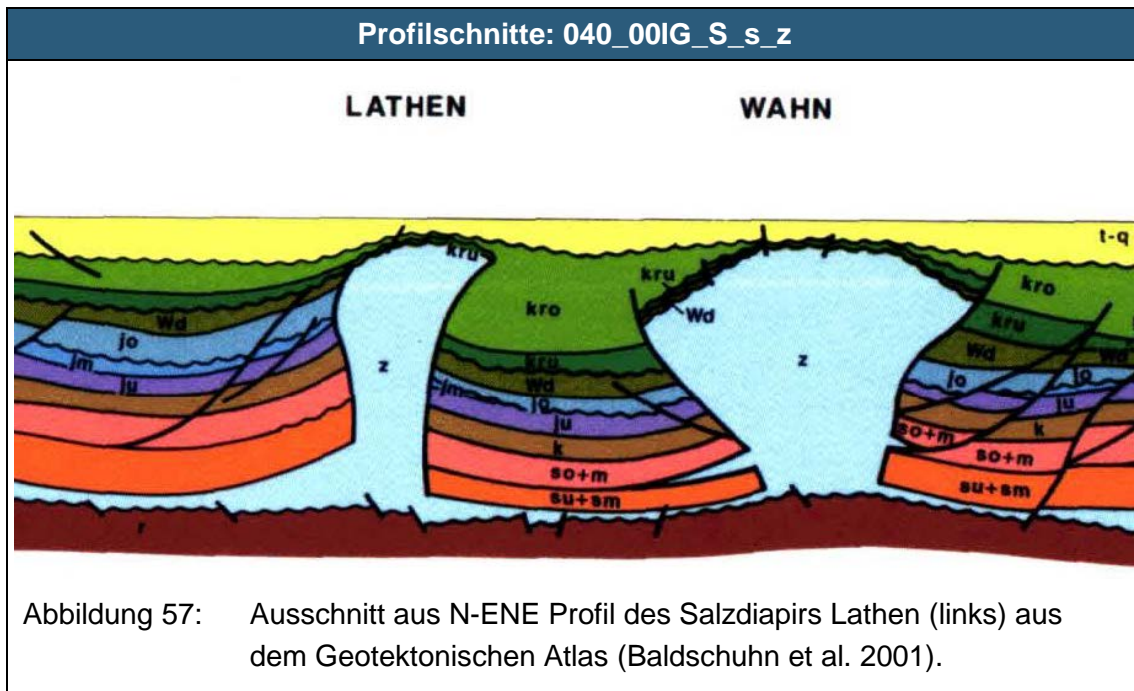 Profilschnitte: 040_00IG_S_s_z
LATHEN WAHN
t-q
kru
kro
kru
kro
Wd
Wd
kru
z
z
jo
kru
Wd
Wd
Wd
jm
jm
jo
jo
jo
ju
ju
ju
k
k
so+m
so+m
so+m
su+sm
su+sm
r
Abbildung 57: Ausschnitt aus N-ENE Profil des Salzdiapirs Lathen (links) aus
dem Geotektonischen Atlas (Baldschuhn et al. 2001).